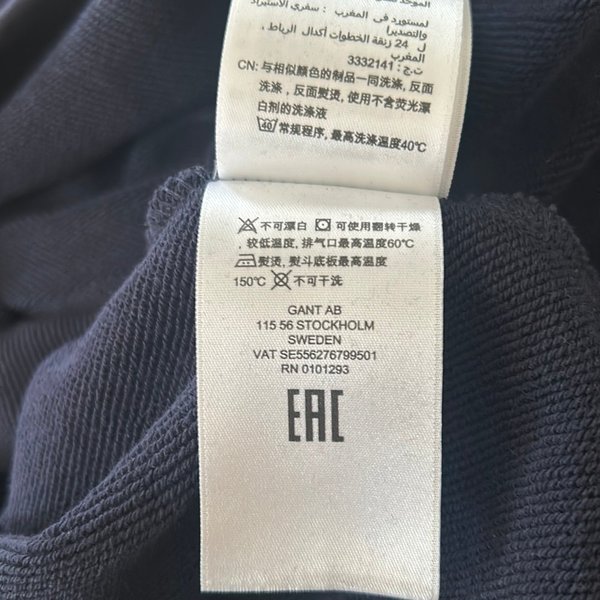 لمستورد في المغرب : سفري الإستيراد
والتصدير1
ل 24 زنقة الخطوات أكدال الرباط,
المغرب
ت.ج : 3332141
CN: 与相似颜色的制品一同洗涤, 反面
洗涤 , 反面熨烫, 使用不含荧光漂
白剂的洗涤液
40 常规程序, 最高洗涤温度40℃
不可漂白 可使用翻转干燥
, 较低温度, 排气口最高温度60℃
熨烫, 熨斗底板最高温度
150℃ 不可干洗
GANT AB
115 56 STOCKHOLM
SWEDEN
VAT SE556276799501
RN 0101293
EAC